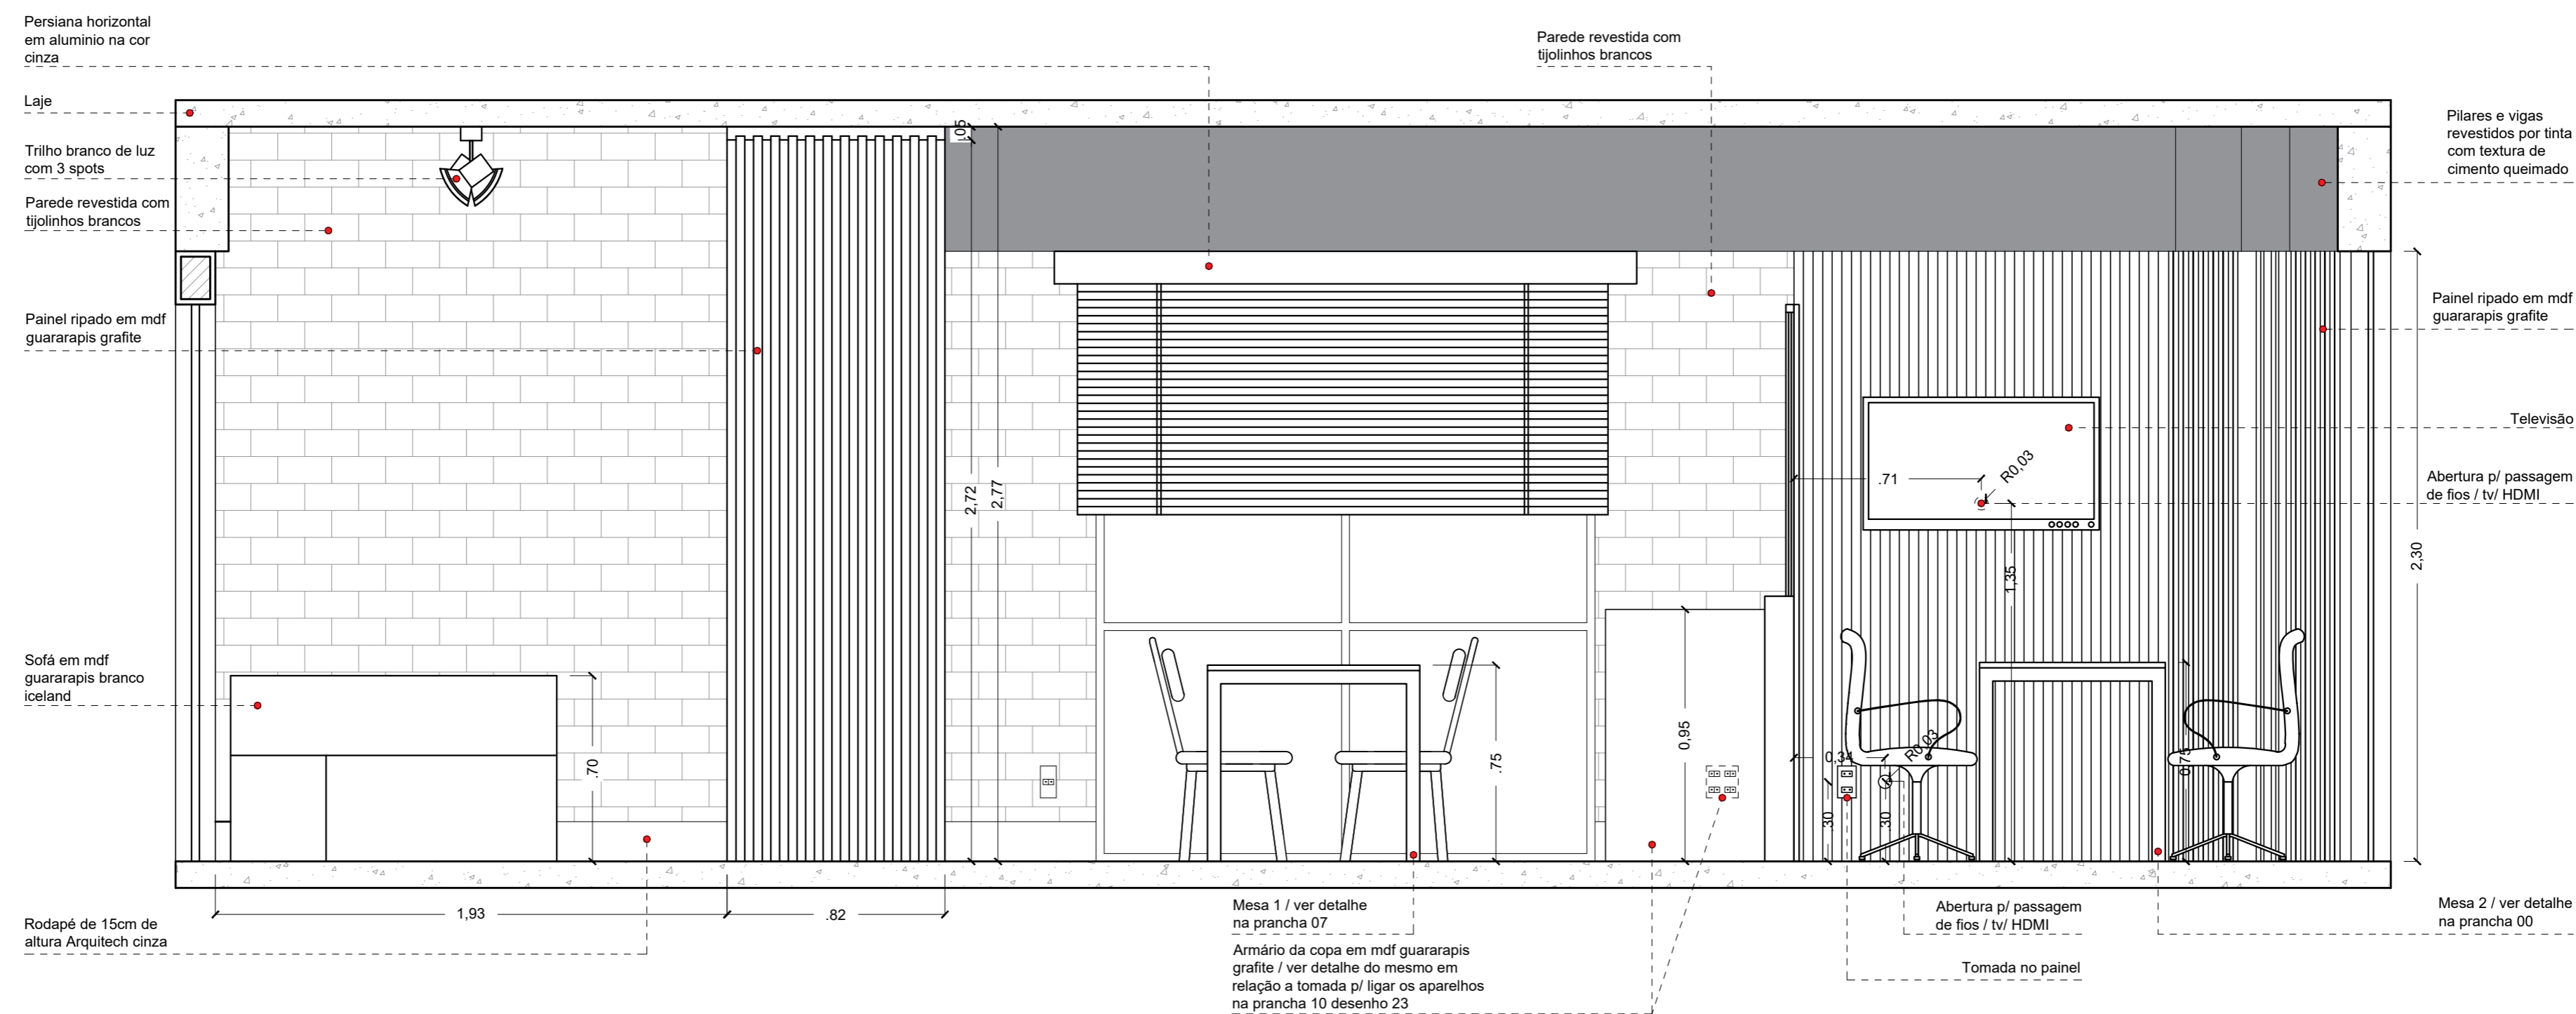 Persiana horizontal
em aluminio na cor
cinza
Parede revestida com
tijolinhos brancos
Laje
Trilho branco de luz
com 3 spots
Parede revestida com
tijolinhos brancos
Painel ripado em mdf
guararapis grafite
Sofá em mdf
guararapis branco
iceland
Rodapé de 15cm de
altura Arquitech cinza
Pilares e vigas
revestidos por tinta
com textura de
cimento queimado
Painel ripado em mdf
guararapis grafite
Televisão
Abertura p/ passagem
de fios / tv/ HDMI
Mesa 2 / ver detalhe
na prancha 00
.05
2,72
2,77
.71
R0,03
1,35
2,30
.70
.75
0,95
0,34
R0,03
0,75
.30
.30
1,93
.82
Mesa 1 / ver detalhe
na prancha 07
Armário da copa em mdf guararapis
grafite / ver detalhe do mesmo em
relação a tomada p/ ligar os aparelhos
na prancha 10 desenho 23
Abertura p/ passagem
de fios / tv/ HDMI
Tomada no painel